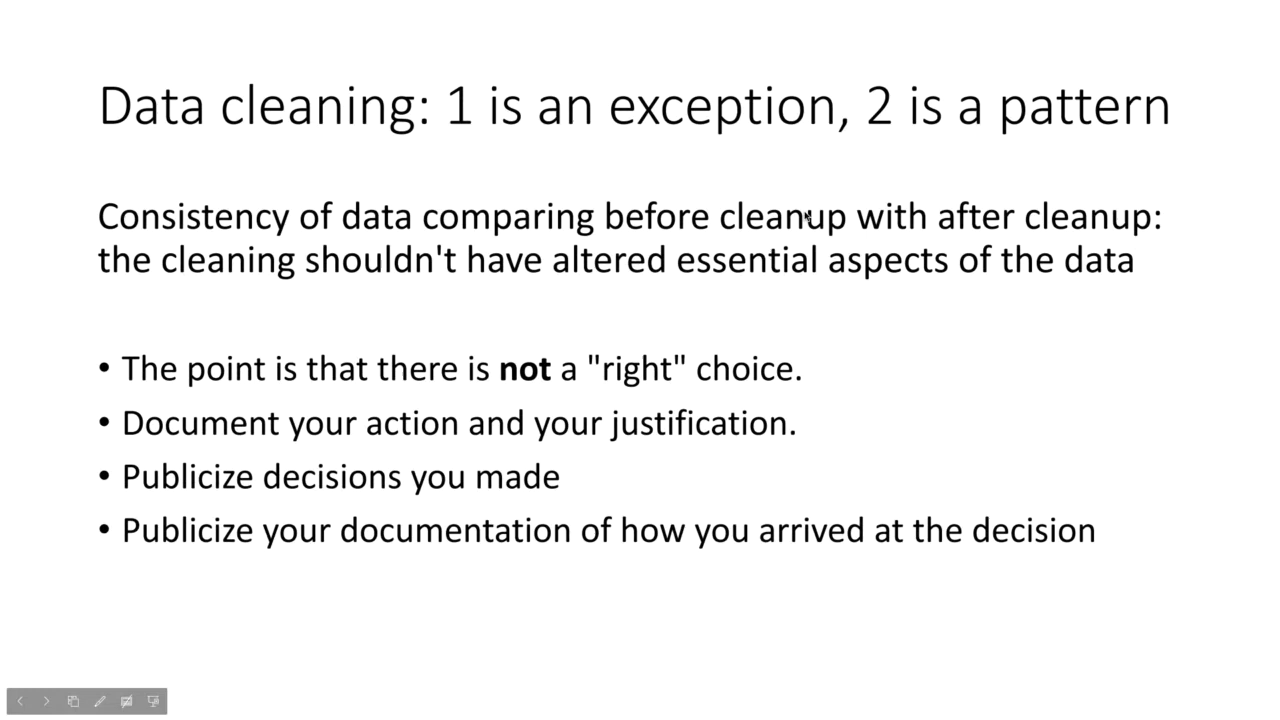 Data cleaning: 1 is an exception, 2 is a pattern
Consistency of data comparing before cleanup with after cleanup:
the cleaning shouldn't have altered essential aspects of the data
• The point is that there is not a "right" choice.
• Document your action and your justification.
• Publicize decisions you made
• Publicize your documentation of how you arrived at the decision